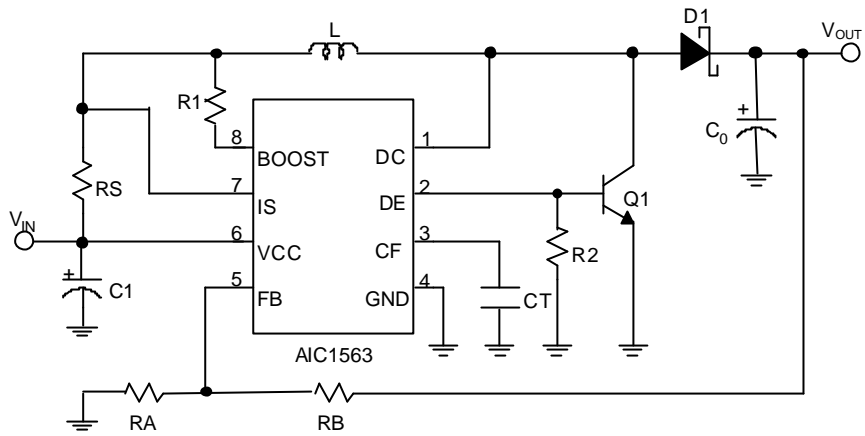 L
D1
VOUT
R1
8
BOOST
DC
1
C0
+
RS
7
IS
DE
2
Q1
VIN
6
VCC
CF
3
R2
+
C1
5
FB
GND
4
CT
AIC1563
RA
RB